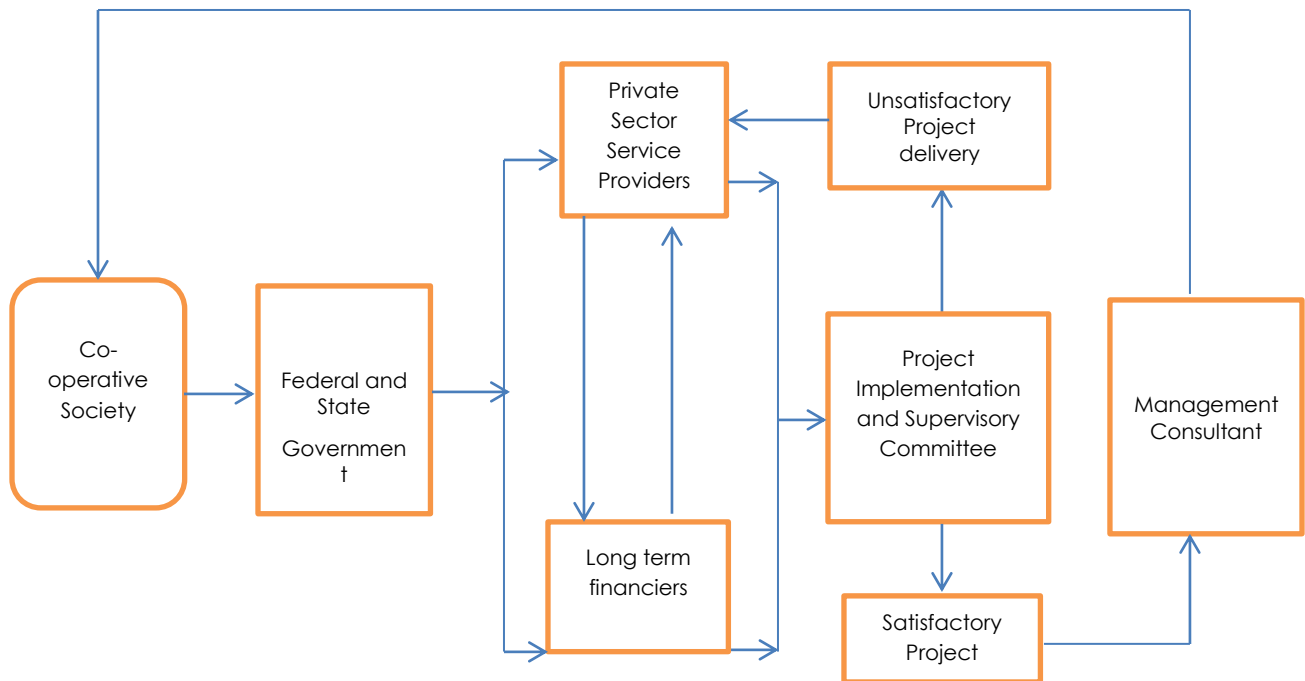 Private
Sector
Service
Providers
Unsatisfactory
Project
delivery
Co-
operative
Society
Federal and
State
Governmen
t
Long term
financiers
Project
Implementation
and Supervisory
Committee
Management
Consultant
Satisfactory
Project